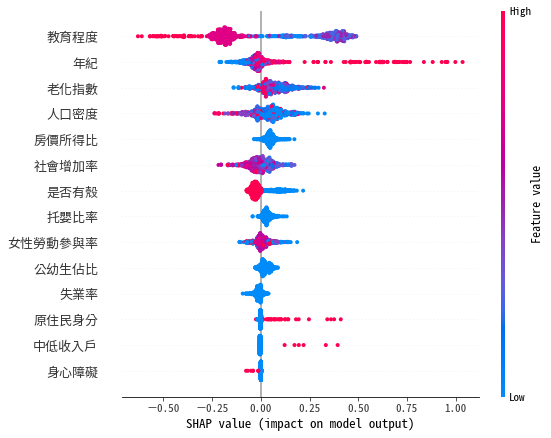 High
教育程度
年紀
老化指數
人口密度
房價所得比
社會增加率
是否有殼
托嬰比率
女性勞動參與率
公幼生佔比
失業率
原住民身分
中低收入戶
身心障礙
Feature value
Low
−0.50 −0.25 0.00 0.25 0.50 0.75 1.00
SHAP value (impact on model output)